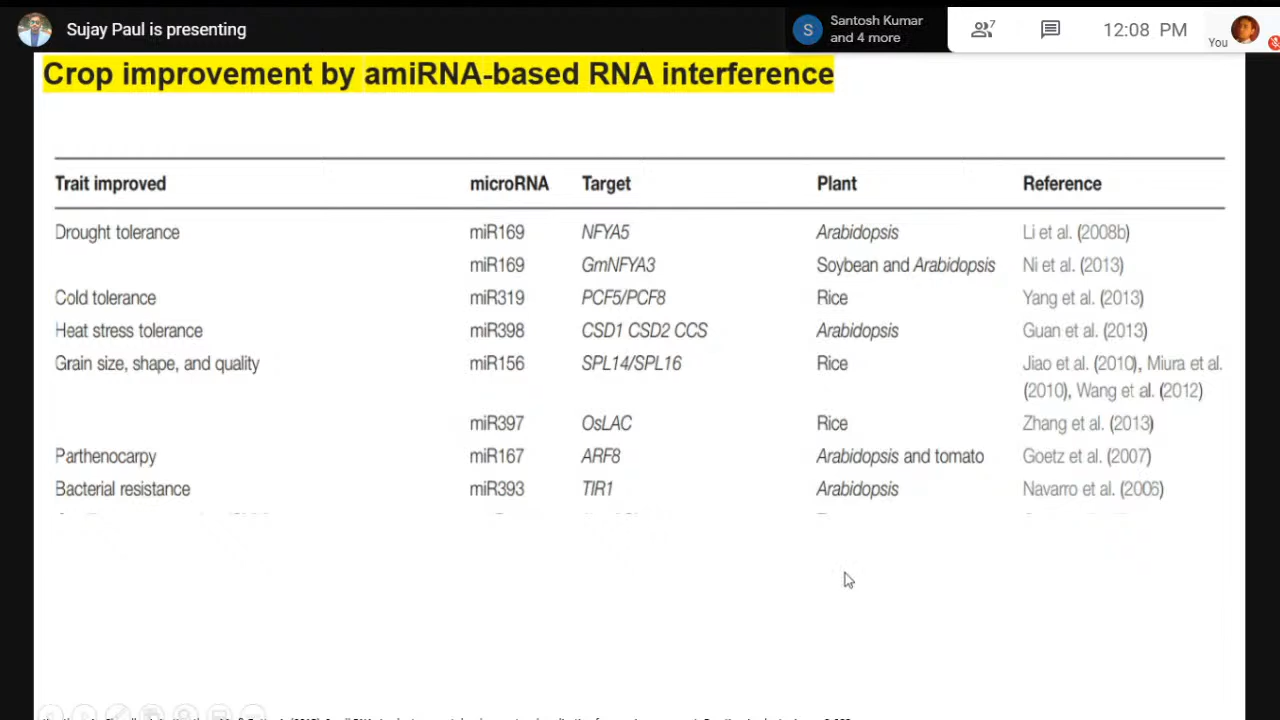 Sujay Paul is presenting
S
Santosh Kumar
and 4 more
7
12:08 PM
You
Crop improvement by amiRNA-based RNA interference
Trait improved microRNA Target Plant Reference
Drought tolerance miR169 NFYA5 Arabidopsis Li et al. (2008b)
miR169 GmNFYA3 Soybean and Arabidopsis Ni et al. (2013)
Cold tolerance miR319 PCF5/PCF8 Rice Yang et al. (2013)
Heat stress tolerance miR398 CSD1 CSD2 CCS Arabidopsis Guan et al. (2013)
Grain size, shape, and quality miR156 SPL14/SPL16 Rice Jiao et al. (2010), Miura et al.
(2010), Wang et al. (2012)
miR397 OsLAC Rice Zhang et al. (2013)
Parthenocarpy miR167 ARF8 Arabidopsis and tomato Goetz et al. (2007)
Bacterial resistance miR393 TIR1 Arabidopsis Navarro et al. (2006)